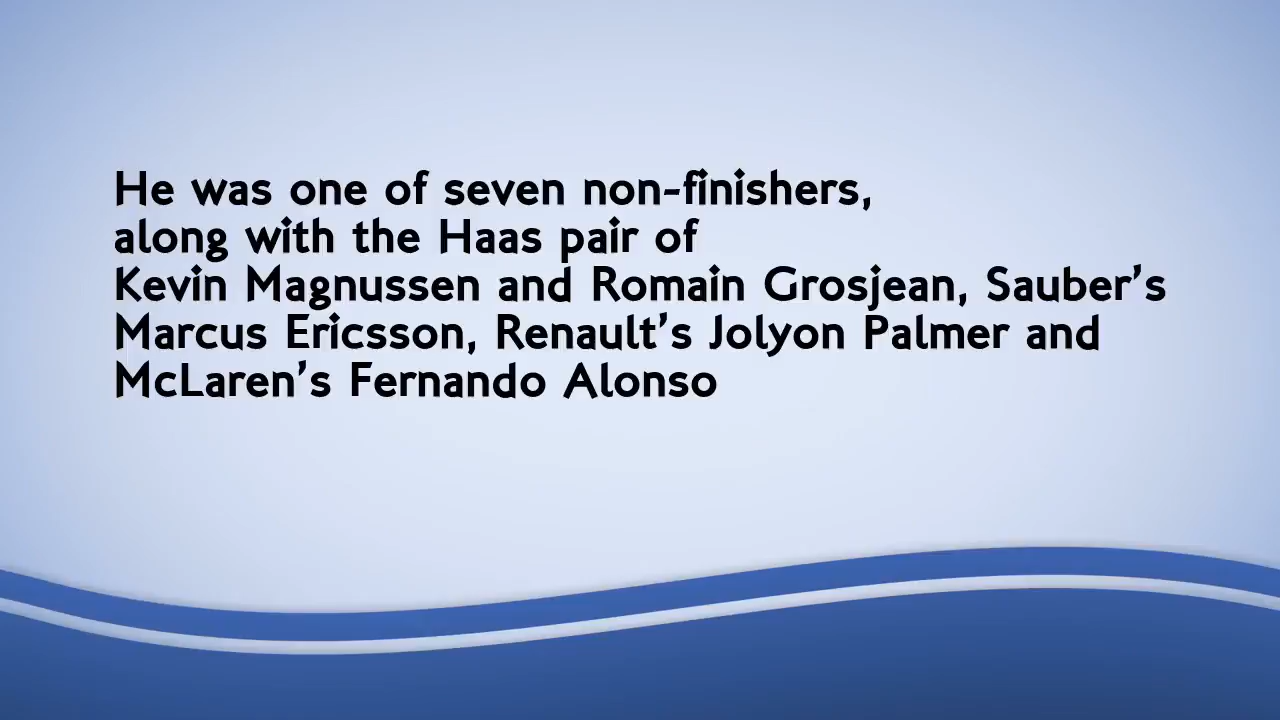 He was one of seven non-finishers,
along with the Haas pair of
Kevin Magnussen and Romain Grosjean, Sauber’s
Marcus Ericsson, Renault’s Jolyon Palmer and
McLaren’s Fernando Alonso